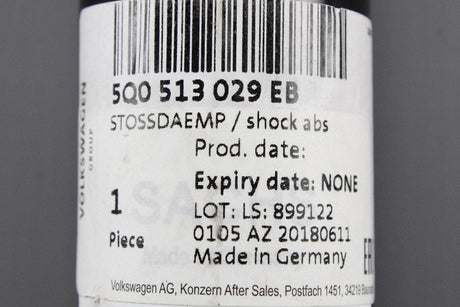 VOLKSWAGEN
GROUP
5Q0 513 029 EB
STOSSDAEMP / shock abs
Prod. date:
Expiry date: NONE
1
Piece
LOT: LS: 899122
0105 AZ 20180611
Made in Germany
Volkswagen AG, Konzern After Sales, Postfach 1451, 34219